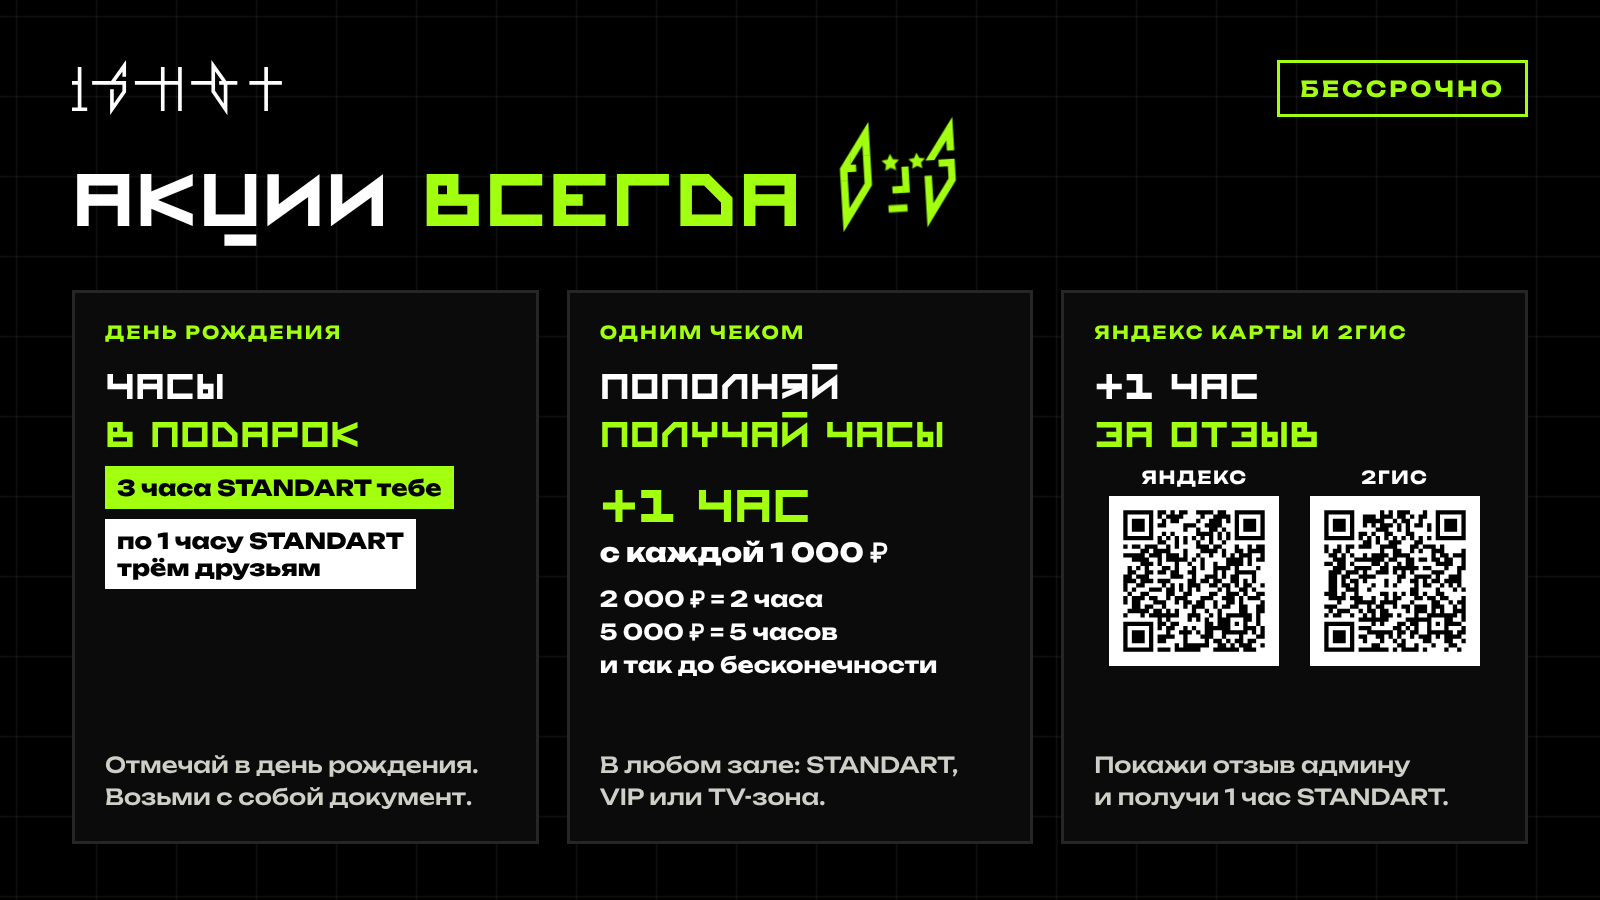 БЕССРОЧНО
АКЦИИ ВСЕГДА
ДЕНЬ РОЖДЕНИЯ
ЧАСЫ
В ПОДАРОК
3 часа STANDART тебе
по 1 часу STANDART
трём друзьям
Отмечай в день рождения.
Возьми с собой документ.
ОДНИМ ЧЕКОМ
ПОПОЛНЯЙ
ПОЛУЧАЙ ЧАСЫ
+1 ЧАС
с каждой 1 000 ₽
2 000 ₽ = 2 часа
5 000 ₽ = 5 часов
и так до бесконечности
В любом зале: STANDART,
VIP или TV-зона.
ЯНДЕКС КАРТЫ И 2ГИС
+1 ЧАС
ЗА ОТЗЫВ
ЯНДЕКС 2ГИС
Покажи отзыв админу
и получи 1 час STANDART.